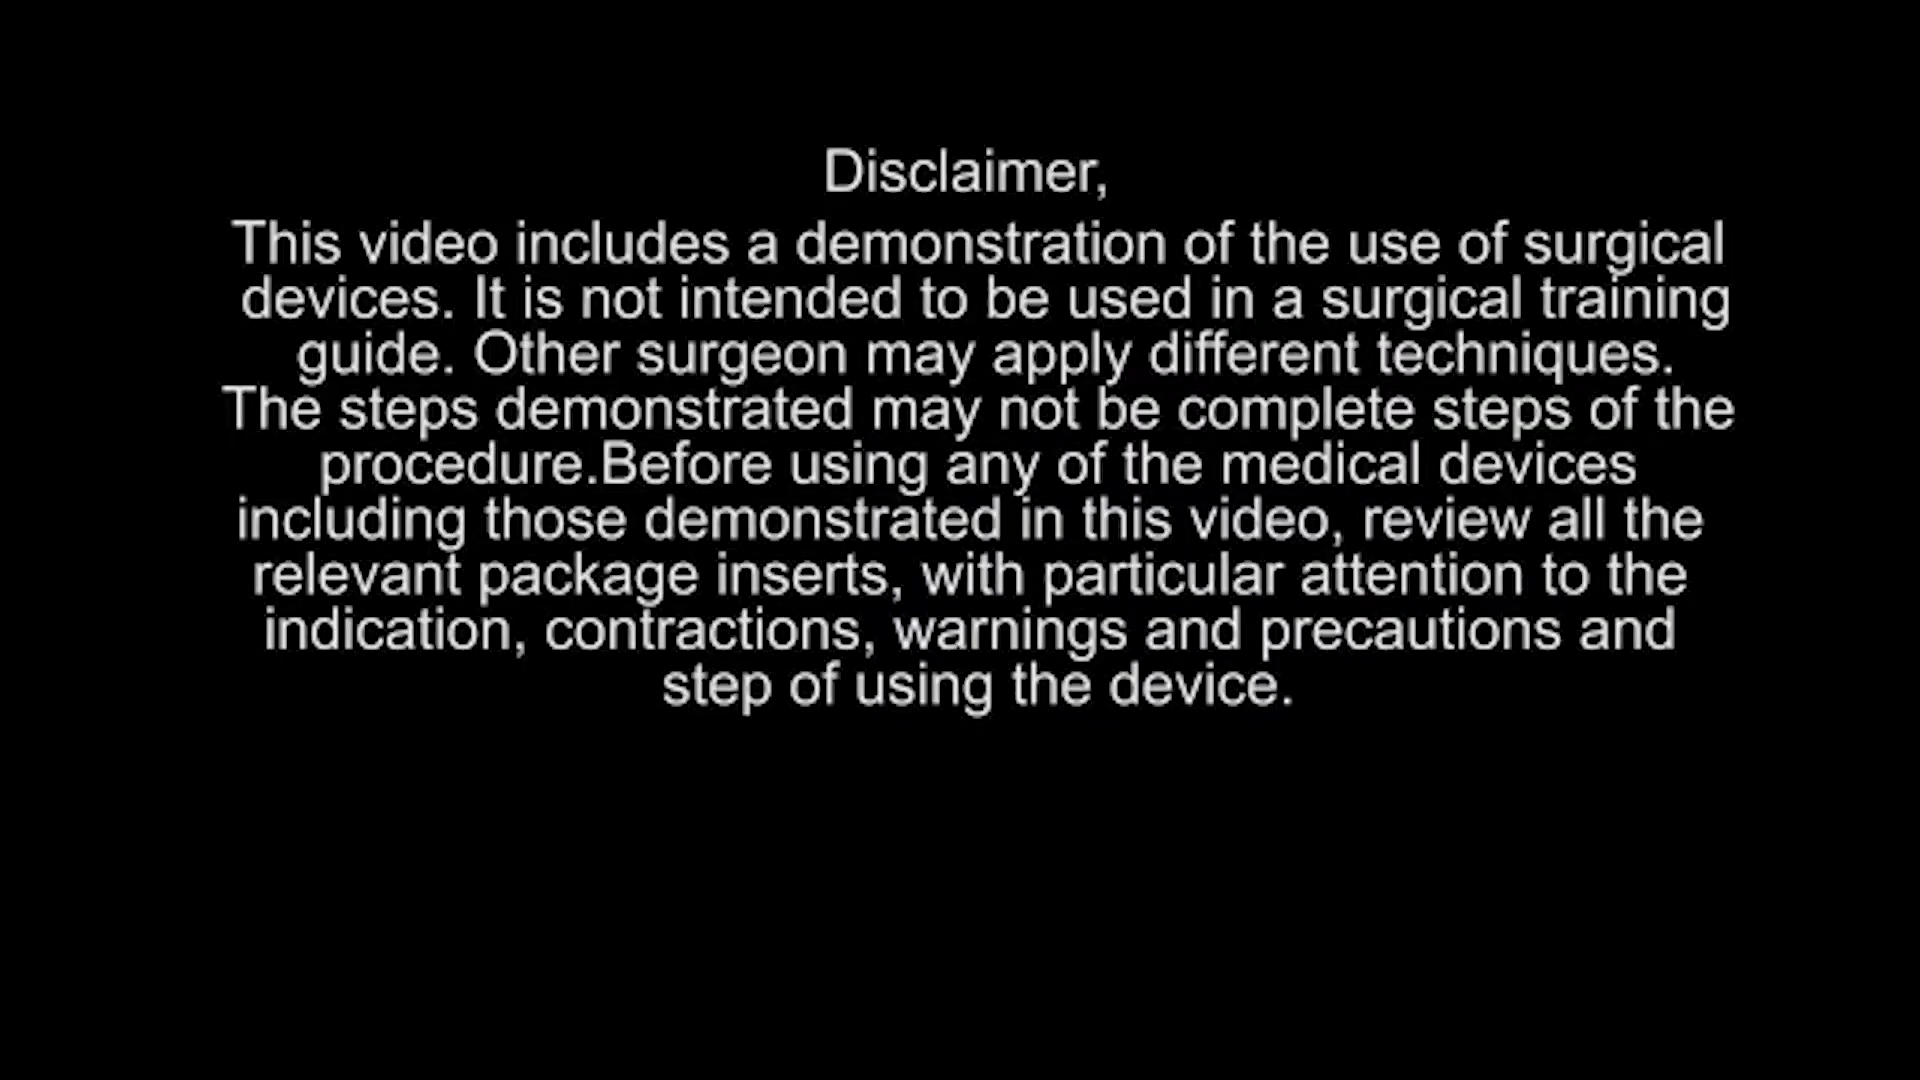 Disclaimer,
This video includes a demonstration of the use of surgical
devices. It is not intended to be used in a surgical training
guide. Other surgeon may apply different techniques.
The steps demonstrated may not be complete steps of the
procedure.Before using any of the medical devices
including those demonstrated in this video, review all the
relevant package inserts, with particular attention to the
indication, contractions, warnings and precautions and
step of using the device.